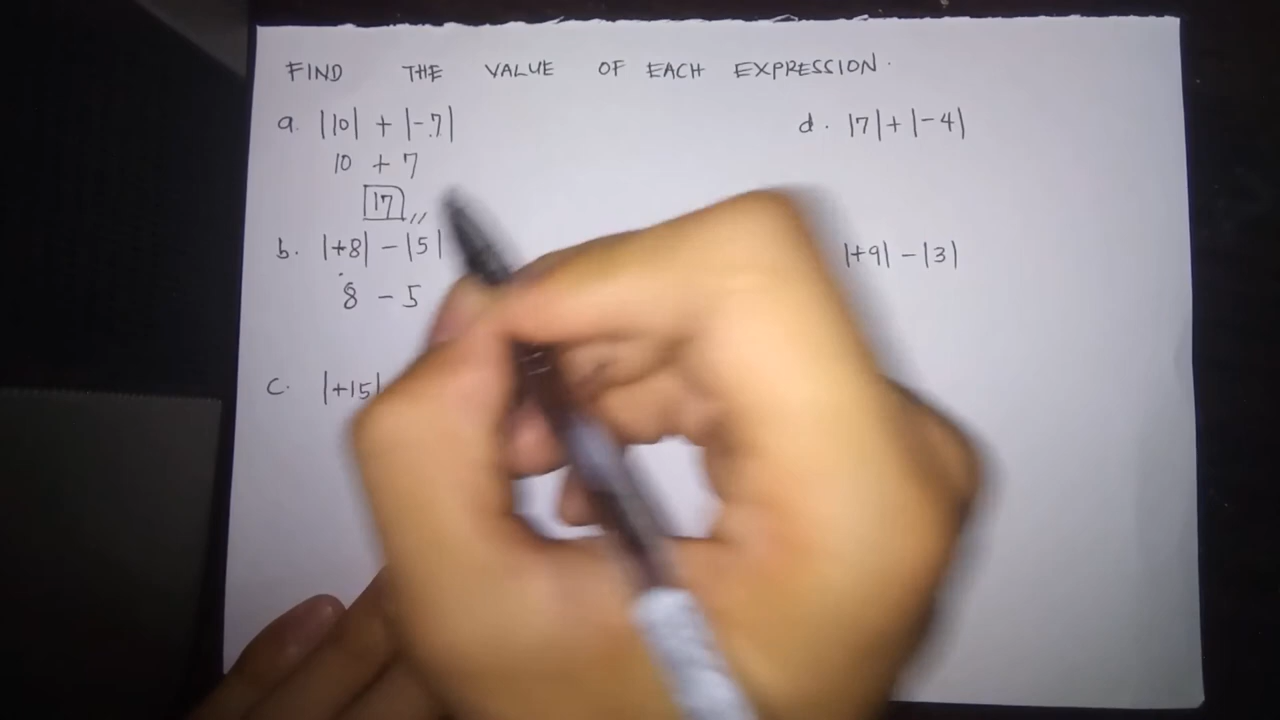 FIND THE VALUE OF EACH EXPRESSION.
a. |10| + |-7|
10 + 7
17
b. |+8| - |5|
8 - 5
c. |+15|
d. |7| + |-4|
|+9| - |3|